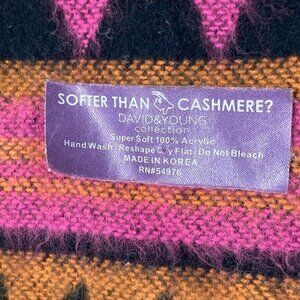 SOFTER THAN CASHMERE?
DAVID&YOUNG
collection
Super Soft 100% Acrylic
Hand Wash. Reshape Dry Flat. Do Not Bleach
MADE IN KOREA
RN#54976